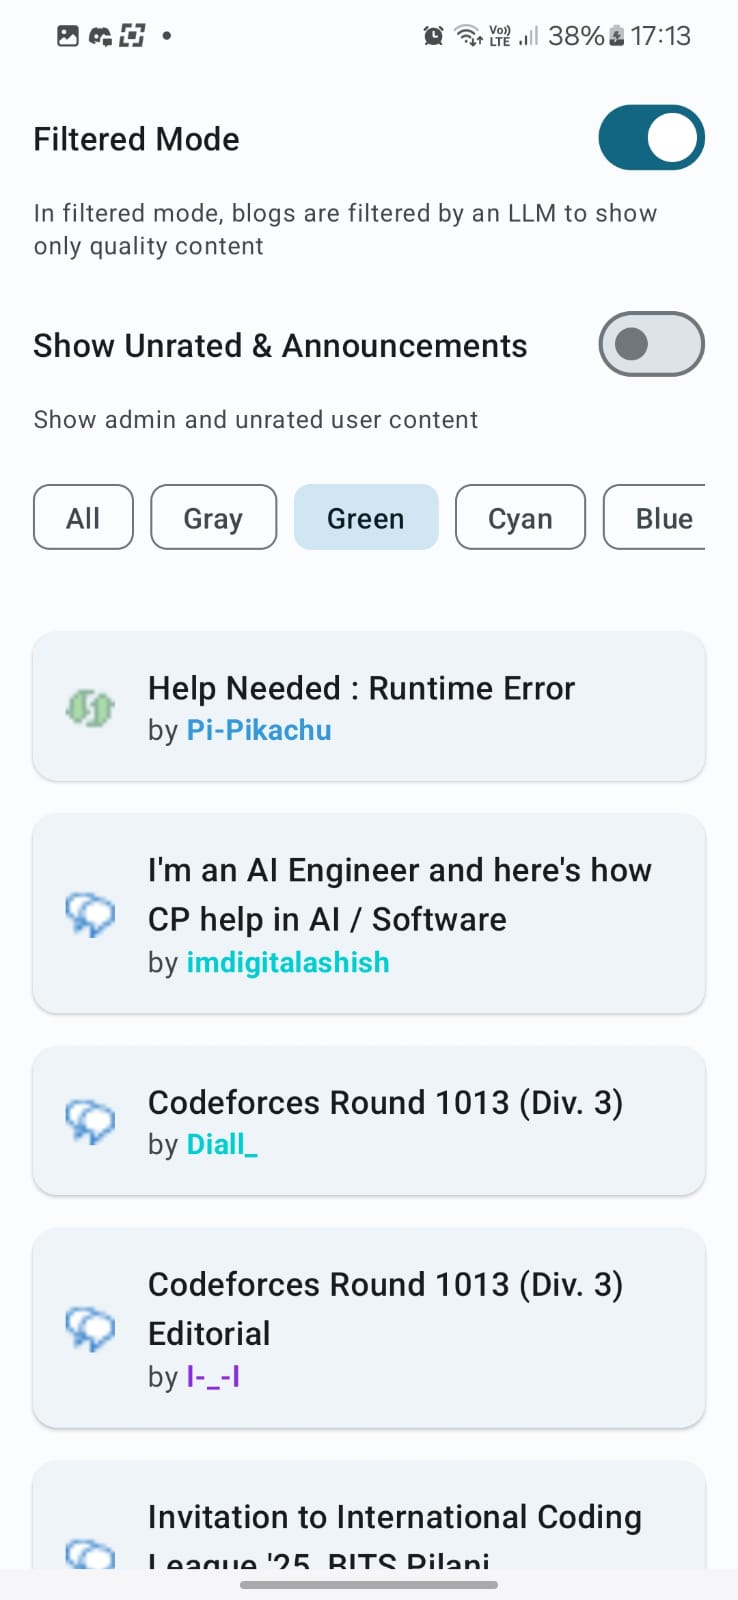 Vo)) LTE 38% 17:13
Filtered Mode
In filtered mode, blogs are filtered by an LLM to show
only quality content
Show Unrated & Announcements
Show admin and unrated user content
All Gray Green Cyan Blue
Help Needed : Runtime Error
by Pi-Pikachu
I'm an AI Engineer and here's how
CP help in AI / Software
by imdigitalashish
Codeforces Round 1013 (Div. 3)
by Diall_
Codeforces Round 1013 (Div. 3)
Editorial
by I-_-I
Invitation to International Coding
League '25, BITS Pilani